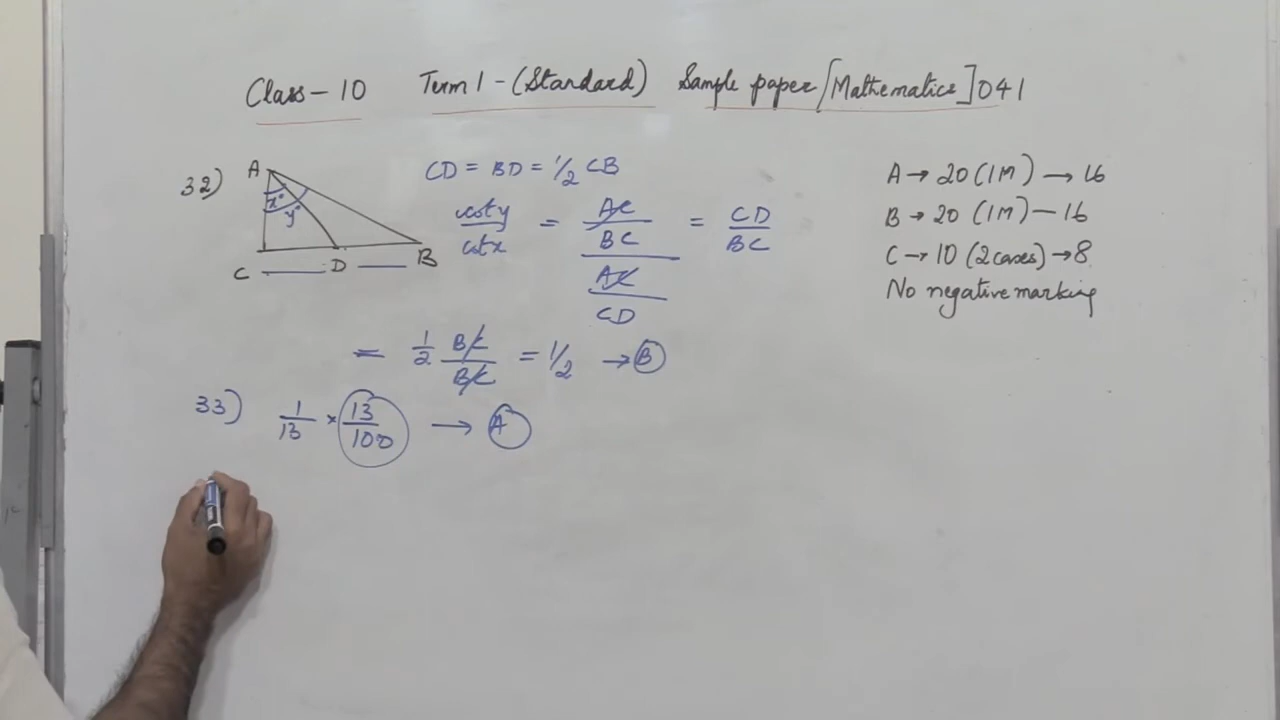 Class - 10 Term 1 - (Standard) Sample paper [Mathematics] 041
32) A x° y° C D B
CD = BD = 1/2 CB
cot y / cot x = (AC / BC) / (AC / CD) = CD / BC
= 1/2 BC/BC = 1/2 → B
33) 1/13 × 13/100 → A
A → 20 (1M) → 16
B → 20 (1M) - 16
C → 10 (2 cases) → 8
No negative marking